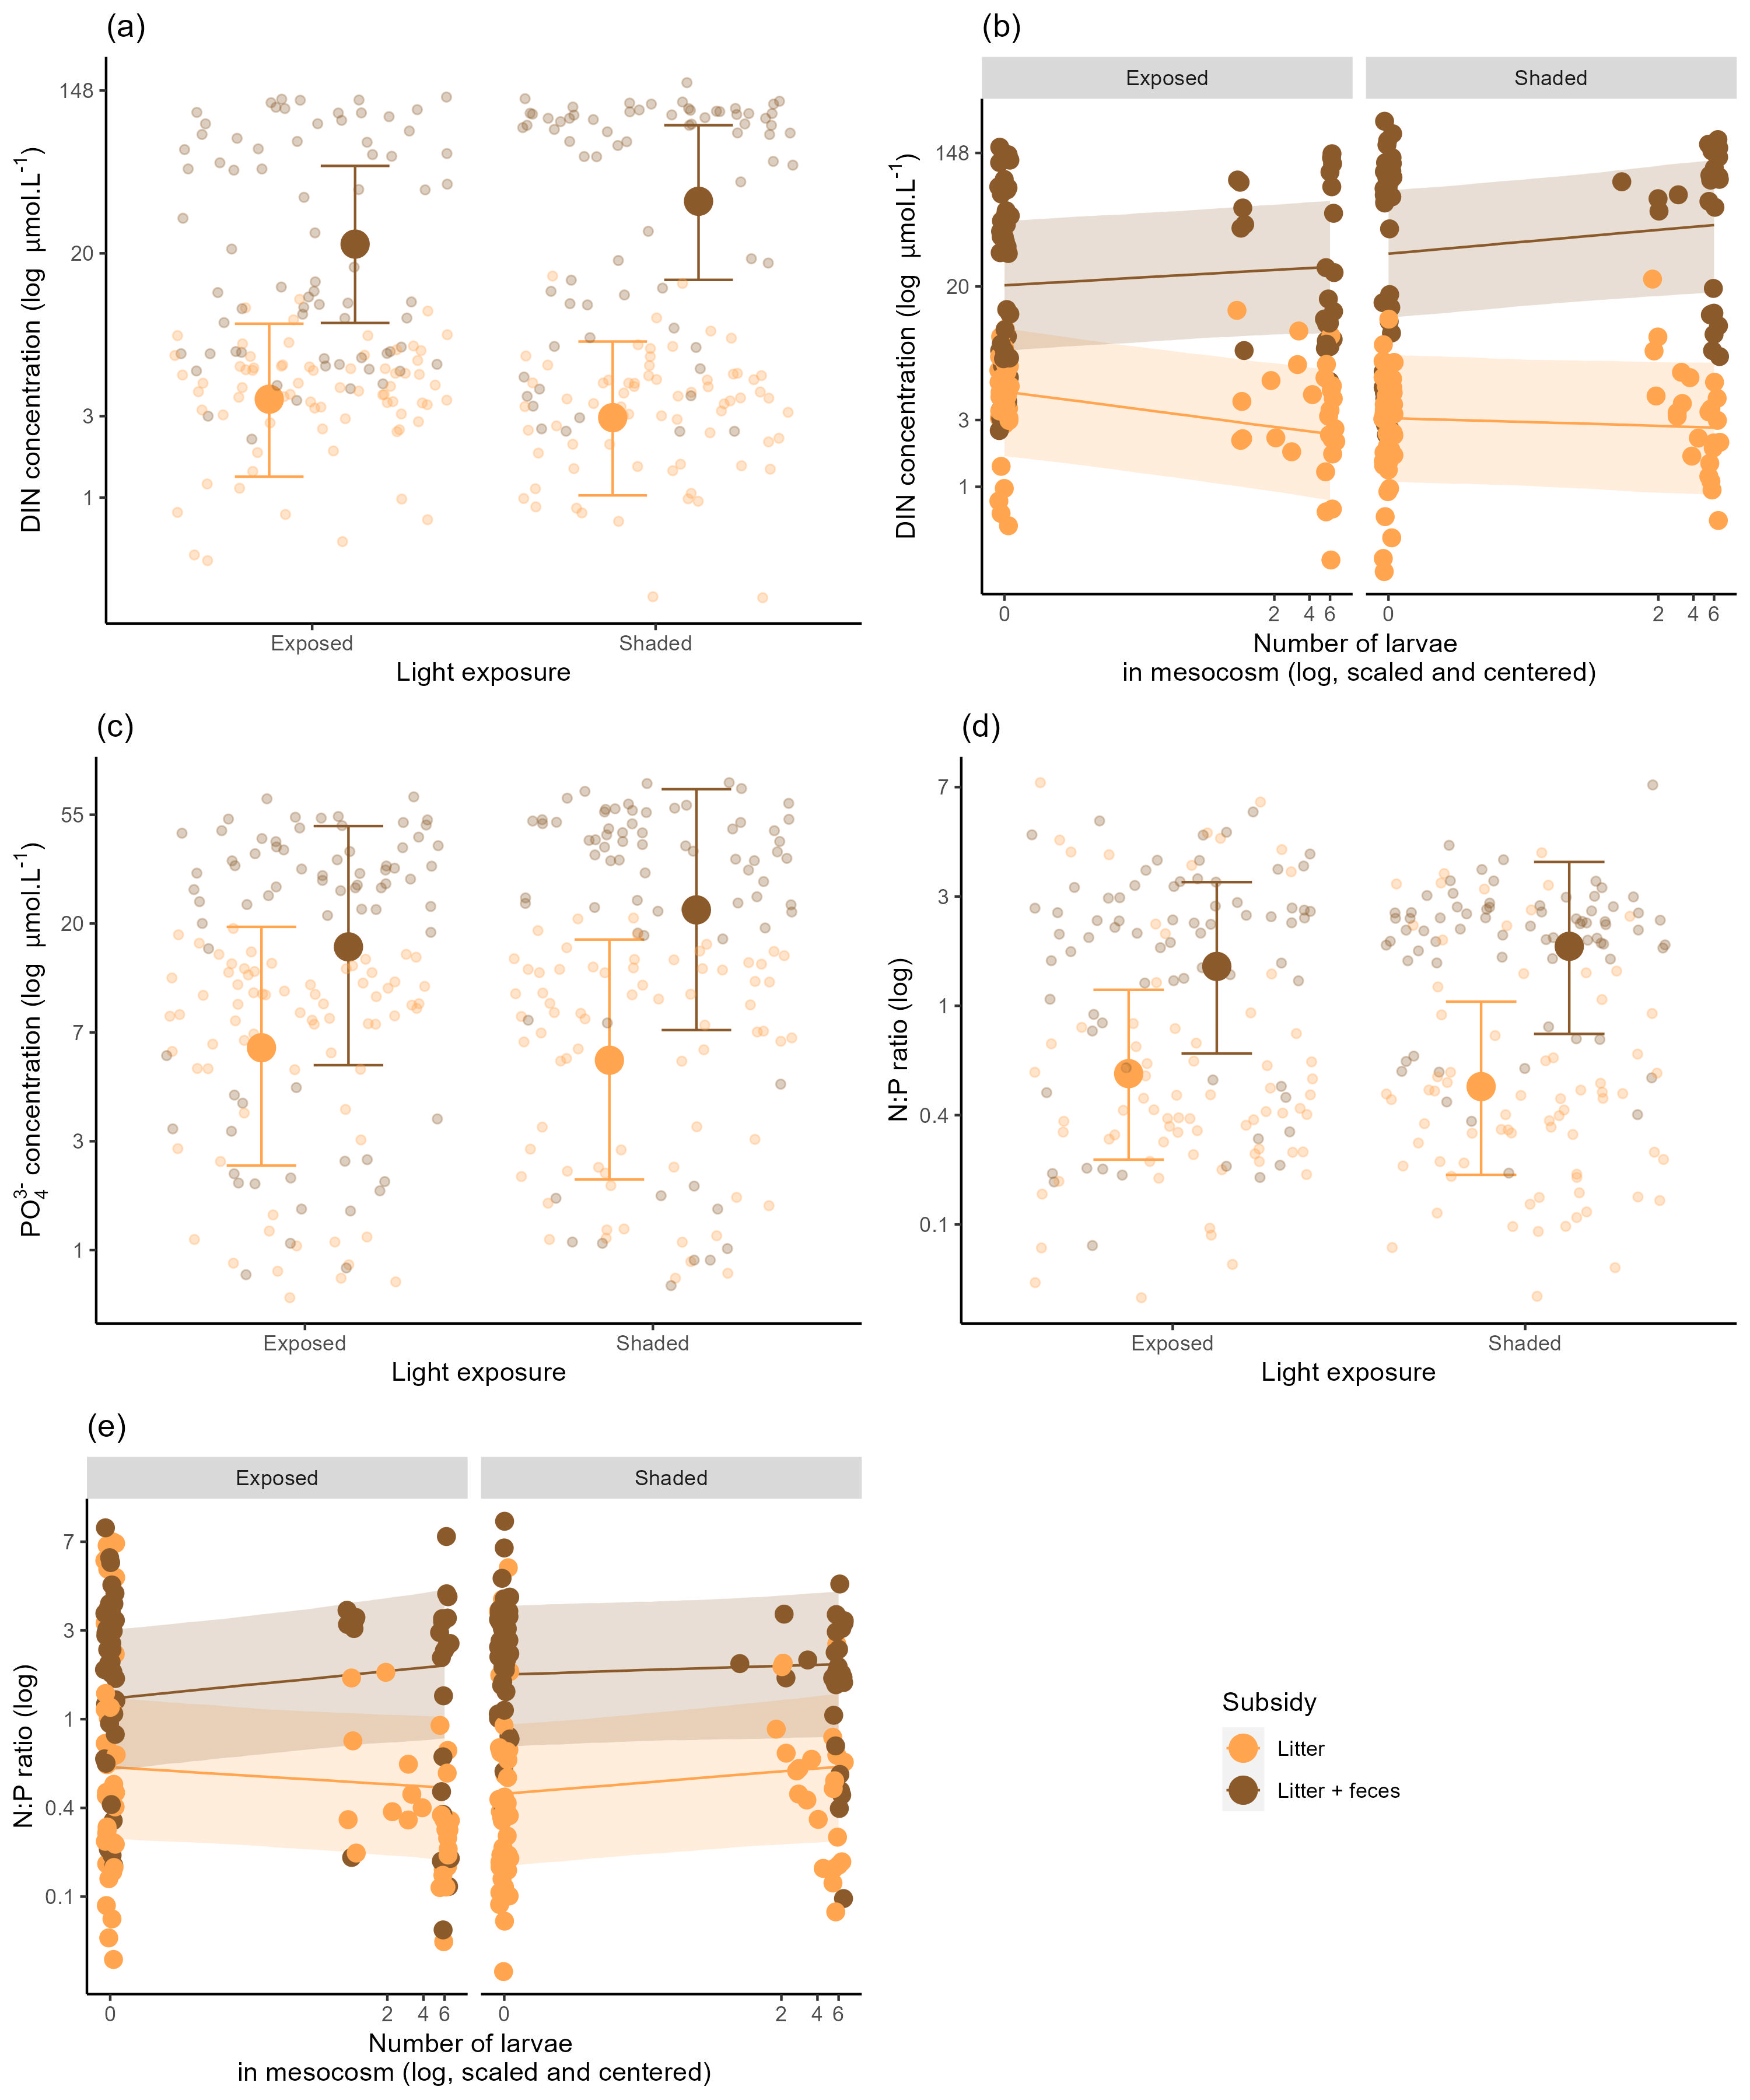 (a)
DIN concentration (log µmol.L-1)
148
20
3
1
Exposed
Shaded
Light exposure
(b)
Exposed
Shaded
DIN concentration (log µmol.L-1)
148
20
3
1
0
2
4
6
0
2
4
6
Number of larvae
in mesocosm (log, scaled and centered)
(c)
PO4 3- concentration (log µmol.L-1)
55
20
7
3
1
Exposed
Shaded
Light exposure
(d)
N:P ratio (log)
7
3
1
0.4
0.1
Exposed
Shaded
Light exposure
(e)
Exposed
Shaded
N:P ratio (log)
7
3
1
0.4
0.1
0
2
4
6
0
2
4
6
Number of larvae
in mesocosm (log, scaled and centered)
Subsidy
Litter
Litter + feces